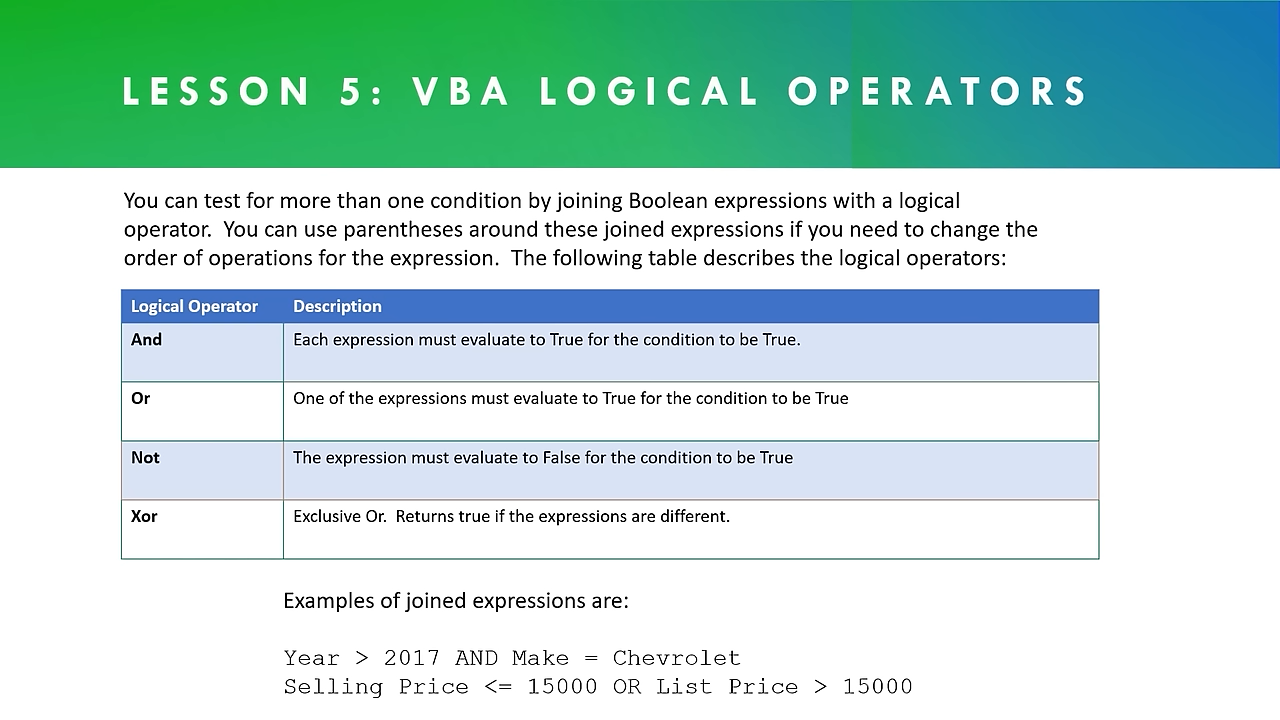 LESSON 5: VBA LOGICAL OPERATORS
You can test for more than one condition by joining Boolean expressions with a logical
operator.  You can use parentheses around these joined expressions if you need to change the
order of operations for the expression.  The following table describes the logical operators:
Logical Operator Description
And Each expression must evaluate to True for the condition to be True.
Or One of the expressions must evaluate to True for the condition to be True
Not The expression must evaluate to False for the condition to be True
Xor Exclusive Or.  Returns true if the expressions are different.
Examples of joined expressions are:
Year > 2017 AND Make = Chevrolet
Selling Price <= 15000 OR List Price > 15000